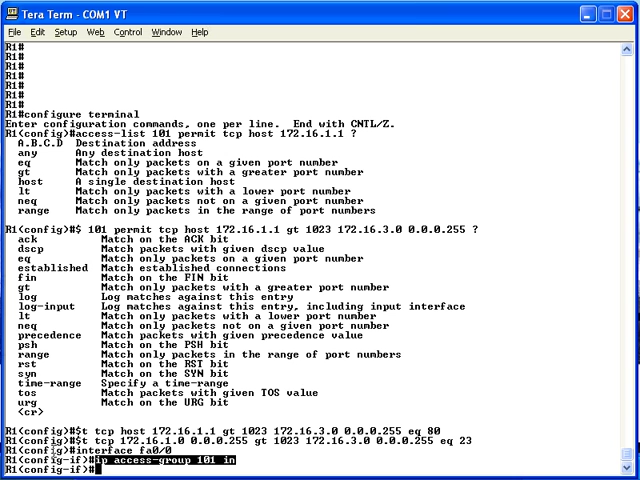 Tera Term - COM1 VT
File Edit Setup Web Control Window Help
R1#
R1#
R1#
R1#
R1#
R1#
R1#
R1#configure terminal
Enter configuration commands, one per line.  End with CNTL/Z.
R1(config)#access-list 101 permit tcp host 172.16.1.1 ?
  A.B.C.D  Destination address
  any      Any destination host
  eq       Match only packets on a given port number
  gt       Match only packets with a greater port number
  host     A single destination host
  lt       Match only packets with a lower port number
  neq      Match only packets not on a given port number
  range    Match only packets in the range of port numbers
R1(config)#$ 101 permit tcp host 172.16.1.1 gt 1023 172.16.3.0 0.0.0.255 ?
  ack          Match on the ACK bit
  dscp         Match packets with given dscp value
  eq           Match only packets on a given port number
  established  Match established connections
  fin          Match on the FIN bit
  gt           Match only packets with a greater port number
  log          Log matches against this entry
  log-input    Log matches against this entry, including input interface
  lt           Match only packets with a lower port number
  neq          Match only packets not on a given port number
  precedence   Match packets with given precedence value
  psh          Match on the PSH bit
  range        Match only packets in the range of port numbers
  rst          Match on the RST bit
  syn          Match on the SYN bit
  time-range   Specify a time-range
  tos          Match packets with given TOS value
  urg          Match on the URG bit
  <cr>
R1(config)#$t tcp host 172.16.1.1 gt 1023 172.16.3.0 0.0.0.255 eq 80
R1(config)#$t tcp 172.16.1.0 0.0.0.255 gt 1023 172.16.3.0 0.0.0.255 eq 23
R1(config)#interface fa0/0
R1(config-if)#ip access-group 101 in
R1(config-if)#